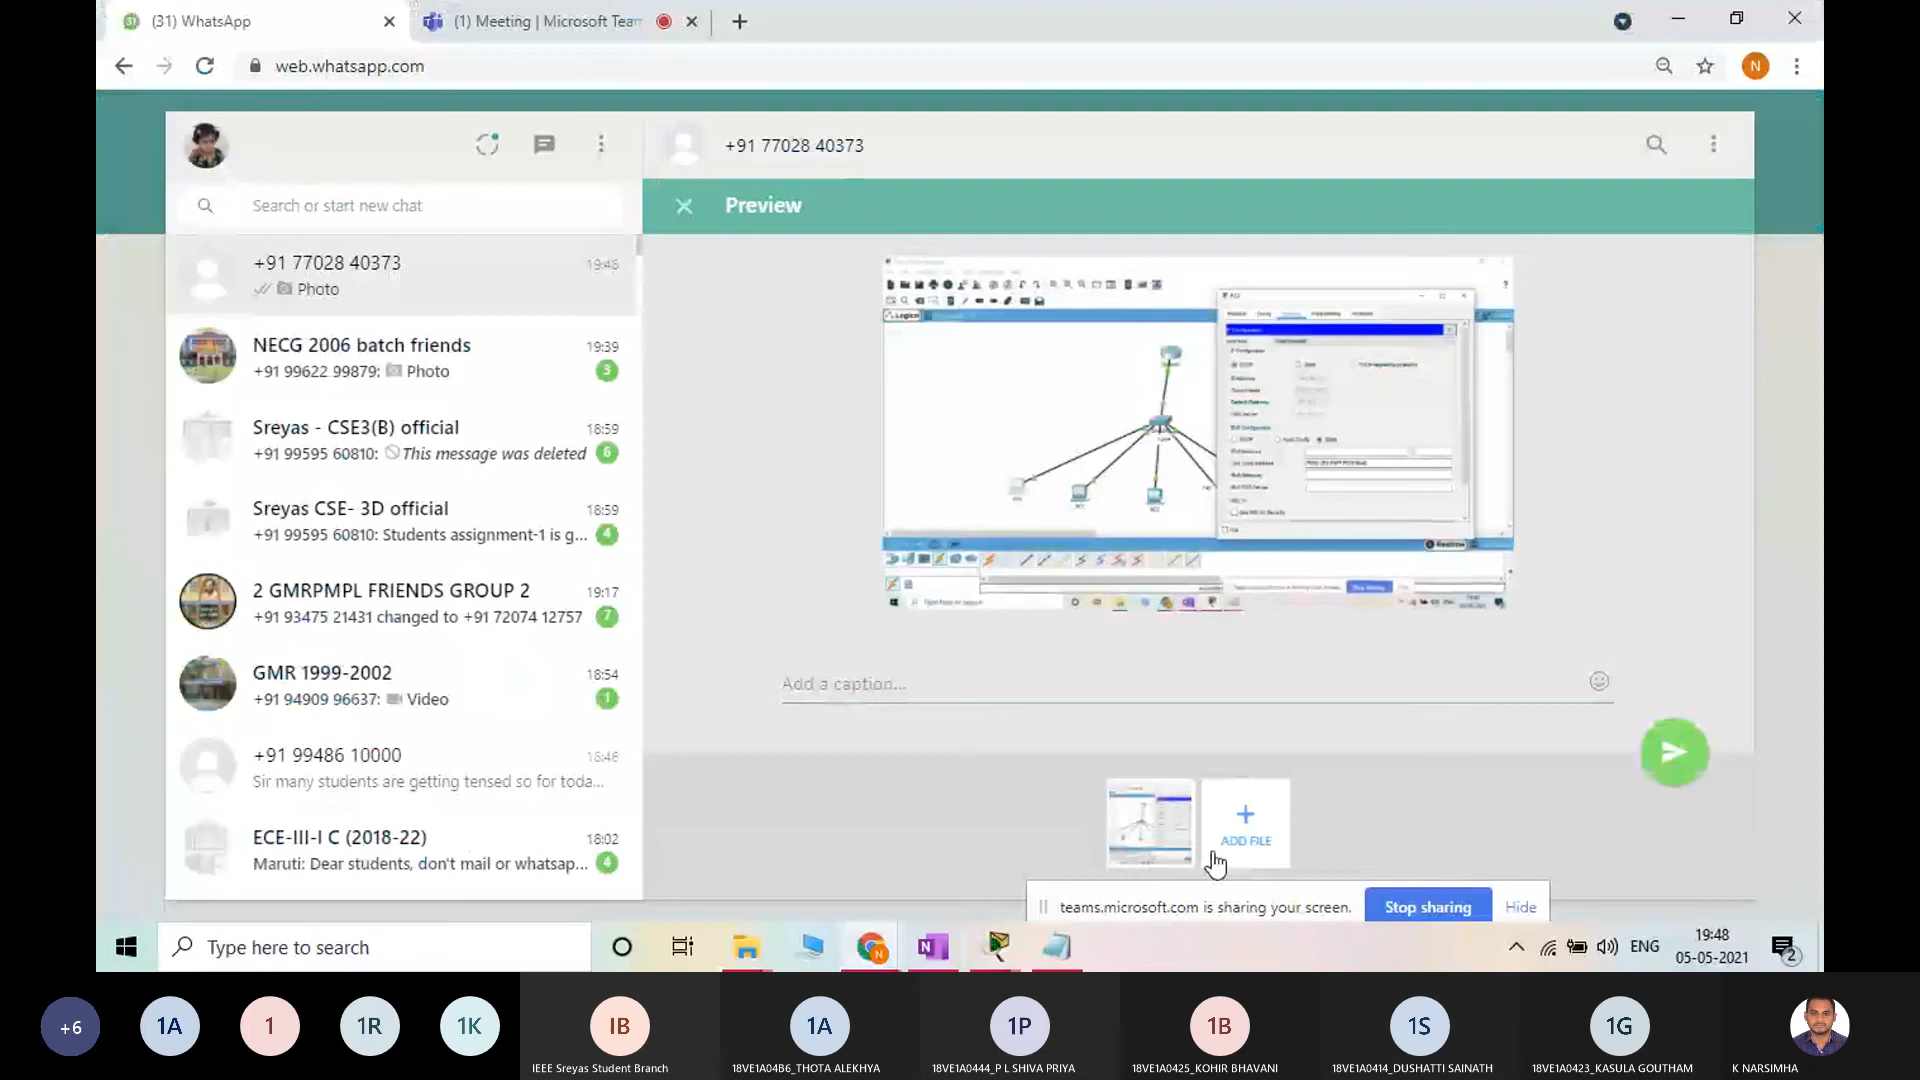 (31) WhatsApp
(1) Meeting | Microsoft Team
web.whatsapp.com
N
+91 77028 40373
Search or start new chat
Preview
+91 77028 40373
19:46
Photo
NECG 2006 batch friends
19:39
+91 99622 99879: Photo
3
Sreyas - CSE3(B) official
18:59
+91 99595 60810: This message was deleted
6
Sreyas CSE- 3D official
18:59
+91 99595 60810: Students assignment-1 is g...
4
2 GMRPMPL FRIENDS GROUP 2
19:17
+91 93475 21431 changed to +91 72074 12757
7
GMR 1999-2002
18:54
+91 94909 96637: Video
1
+91 99486 10000
18:46
Sir many students are getting tensed so for toda...
ECE-III-I C (2018-22)
18:02
Maruti: Dear students, don't mail or whatsap...
4
Logical
Realtime
Add a caption...
ADD FILE
teams.microsoft.com is sharing your screen.
Stop sharing
Hide
Type here to search
ENG
19:48
05-05-2021
2
+6
1A
1
1R
1K
IB
1A
1P
1B
1S
1G
IEEE Sreyas Student Branch
18VE1A04B6_THOTA ALEKHYA
18VE1A0444_P L SHIVA PRIYA
18VE1A0425_KOHIR BHAVANI
18VE1A0414_DUSHATTI SAINATH
18VE1A0423_KASULA GOUTHAM
K NARSIMHA